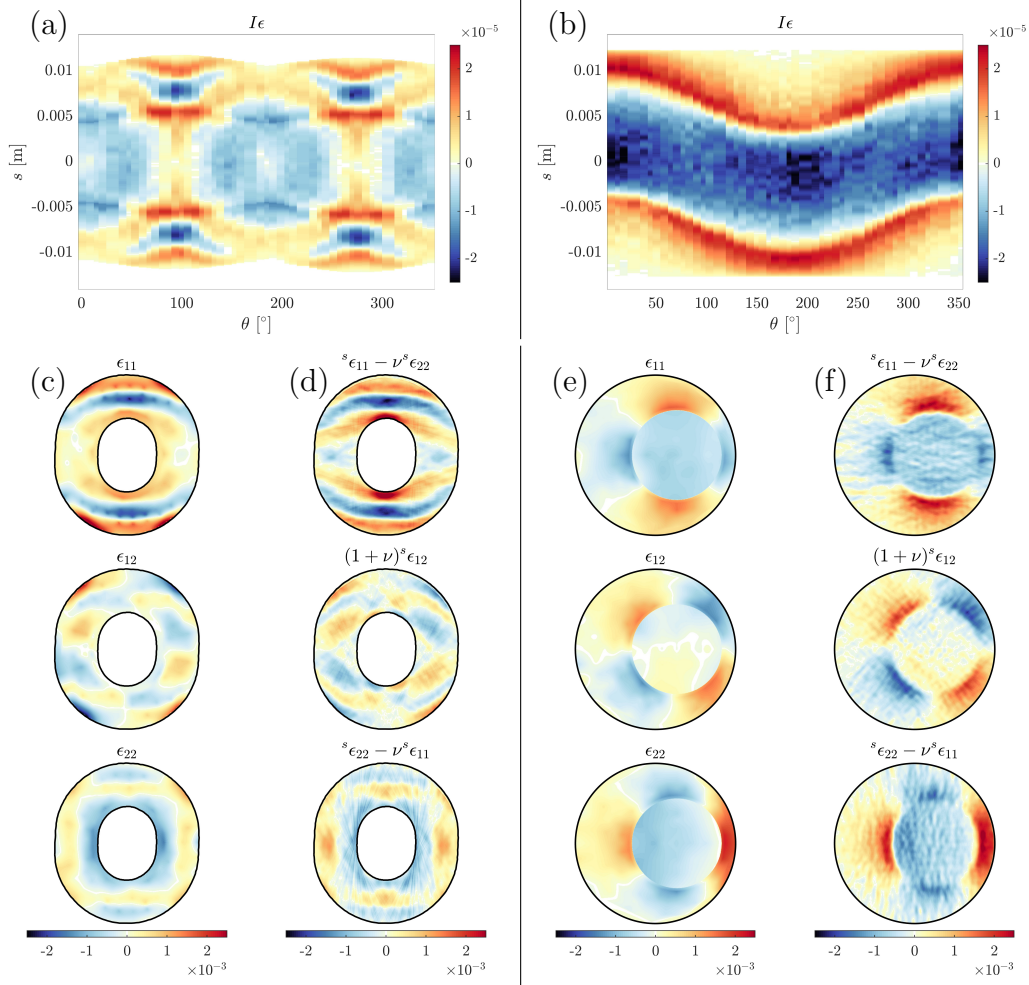 (a)
Iϵ
×10⁻⁵
0.01
0.005
0
-0.005
-0.01
s [m]
0 100 200 300
θ [°]
2
1
0
-1
-2
(b)
Iϵ
×10⁻⁵
0.01
0.005
0
-0.005
-0.01
s [m]
50 100 150 200 250 300 350
θ [°]
2
1
0
-1
-2
(c) ϵ₁₁
(d) ˢϵ₁₁ − νˢϵ₂₂
(e) ϵ₁₁
(f) ˢϵ₁₁ − νˢϵ₂₂
ϵ₁₂
(1 + ν)ˢϵ₁₂
ϵ₁₂
(1 + ν)ˢϵ₁₂
ϵ₂₂
ˢϵ₂₂ − νˢϵ₁₁
ϵ₂₂
ˢϵ₂₂ − νˢϵ₁₁
-2 -1 0 1 2
×10⁻³
-2 -1 0 1 2
×10⁻³
-2 -1 0 1 2
×10⁻³
-2 -1 0 1 2
×10⁻³